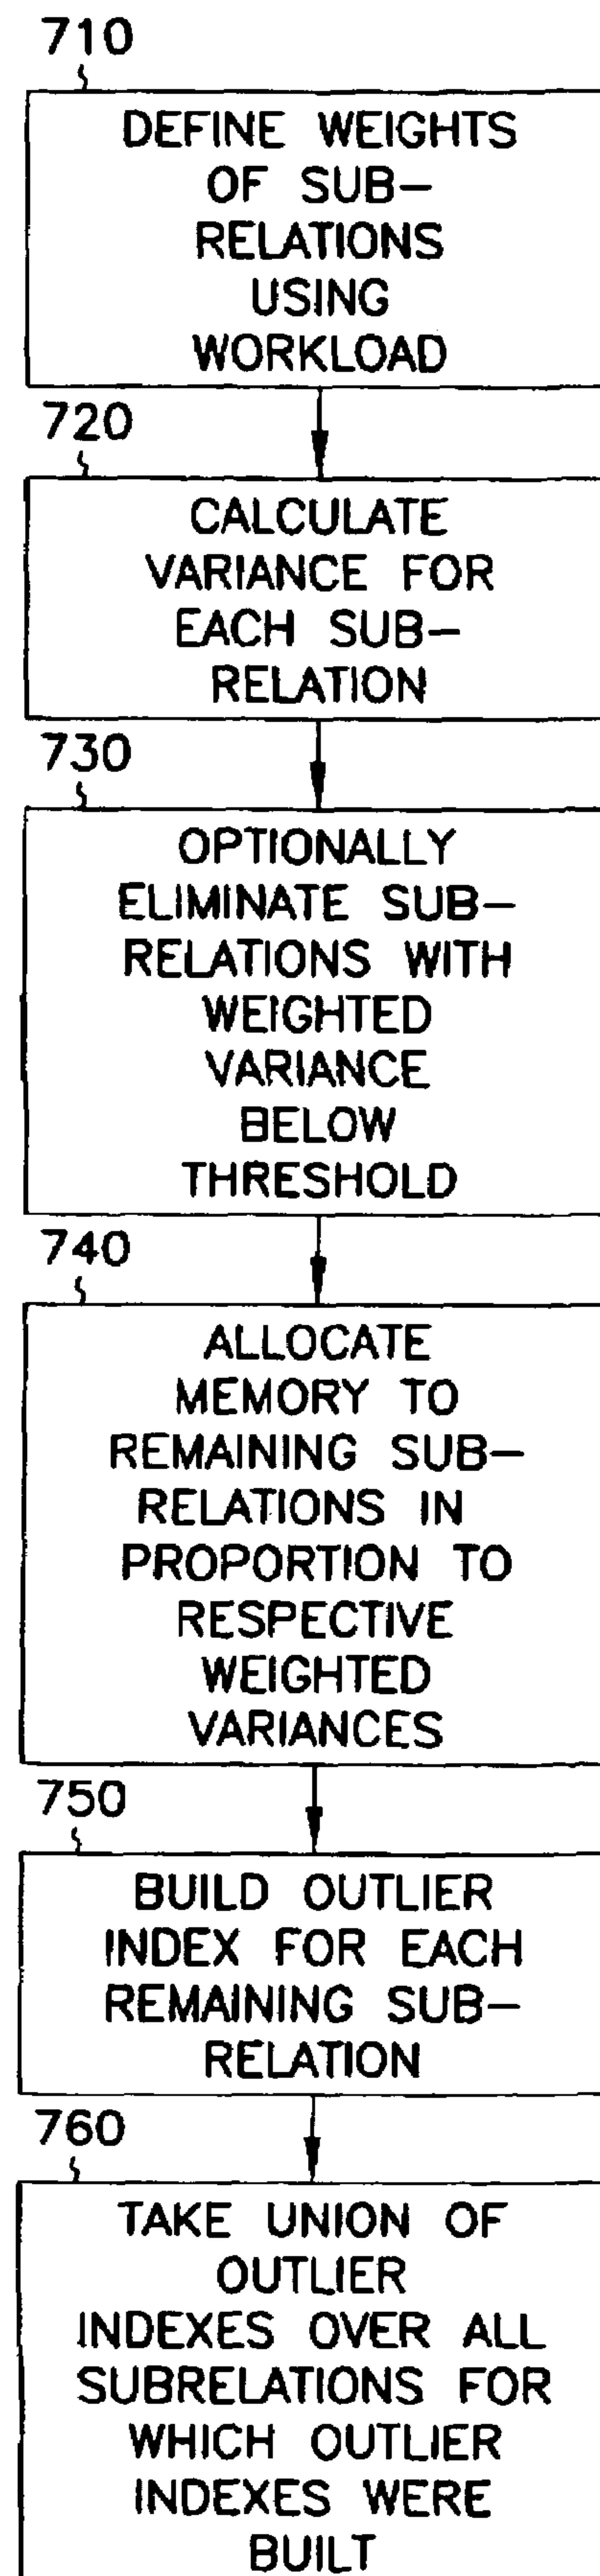 710
DEFINE WEIGHTS
OF SUB-
RELATIONS
USING
WORKLOAD
720
CALCULATE
VARIANCE FOR
EACH SUB-
RELATION
730
OPTIONALLY
ELIMINATE SUB-
RELATIONS WITH
WEIGHTED
VARIANCE
BELOW
THRESHOLD
740
ALLOCATE
MEMORY TO
REMAINING SUB-
RELATIONS IN
PROPORTION TO
RESPECTIVE
WEIGHTED
VARIANCES
750
BUILD OUTLIER
INDEX FOR EACH
REMAINING SUB-
RELATION
760
TAKE UNION OF
OUTLIER
INDEXES OVER ALL
SUBRELATIONS FOR
WHICH OUTLIER
INDEXES WERE
BUILT